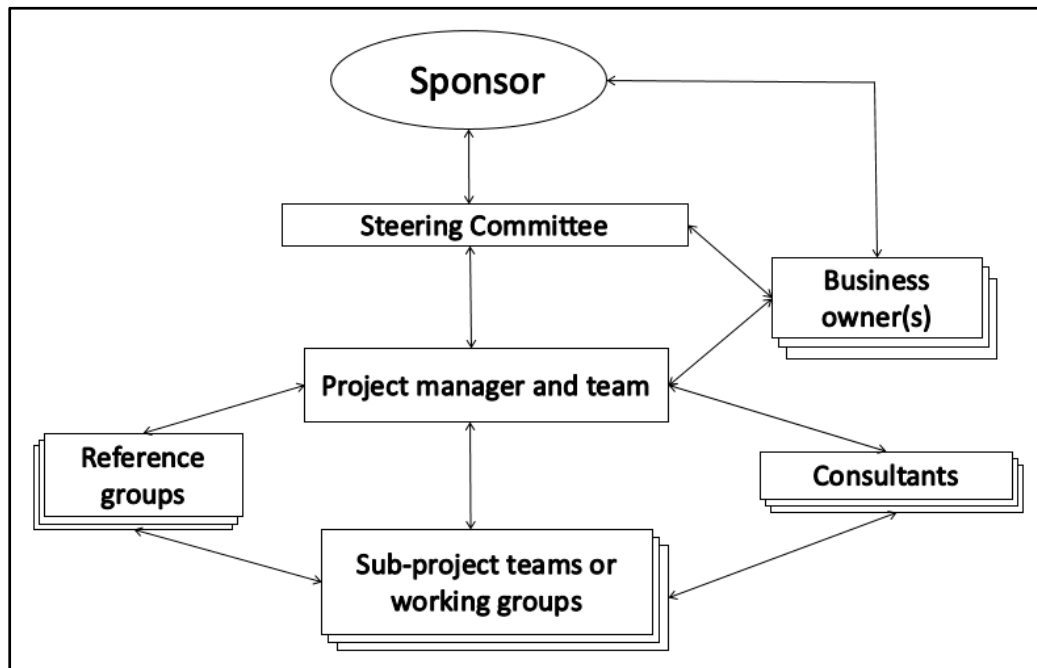 Sponsor
Steering Committee
Business
owner(s)
Project manager and team
Reference
groups
Consultants
Sub-project teams or
working groups